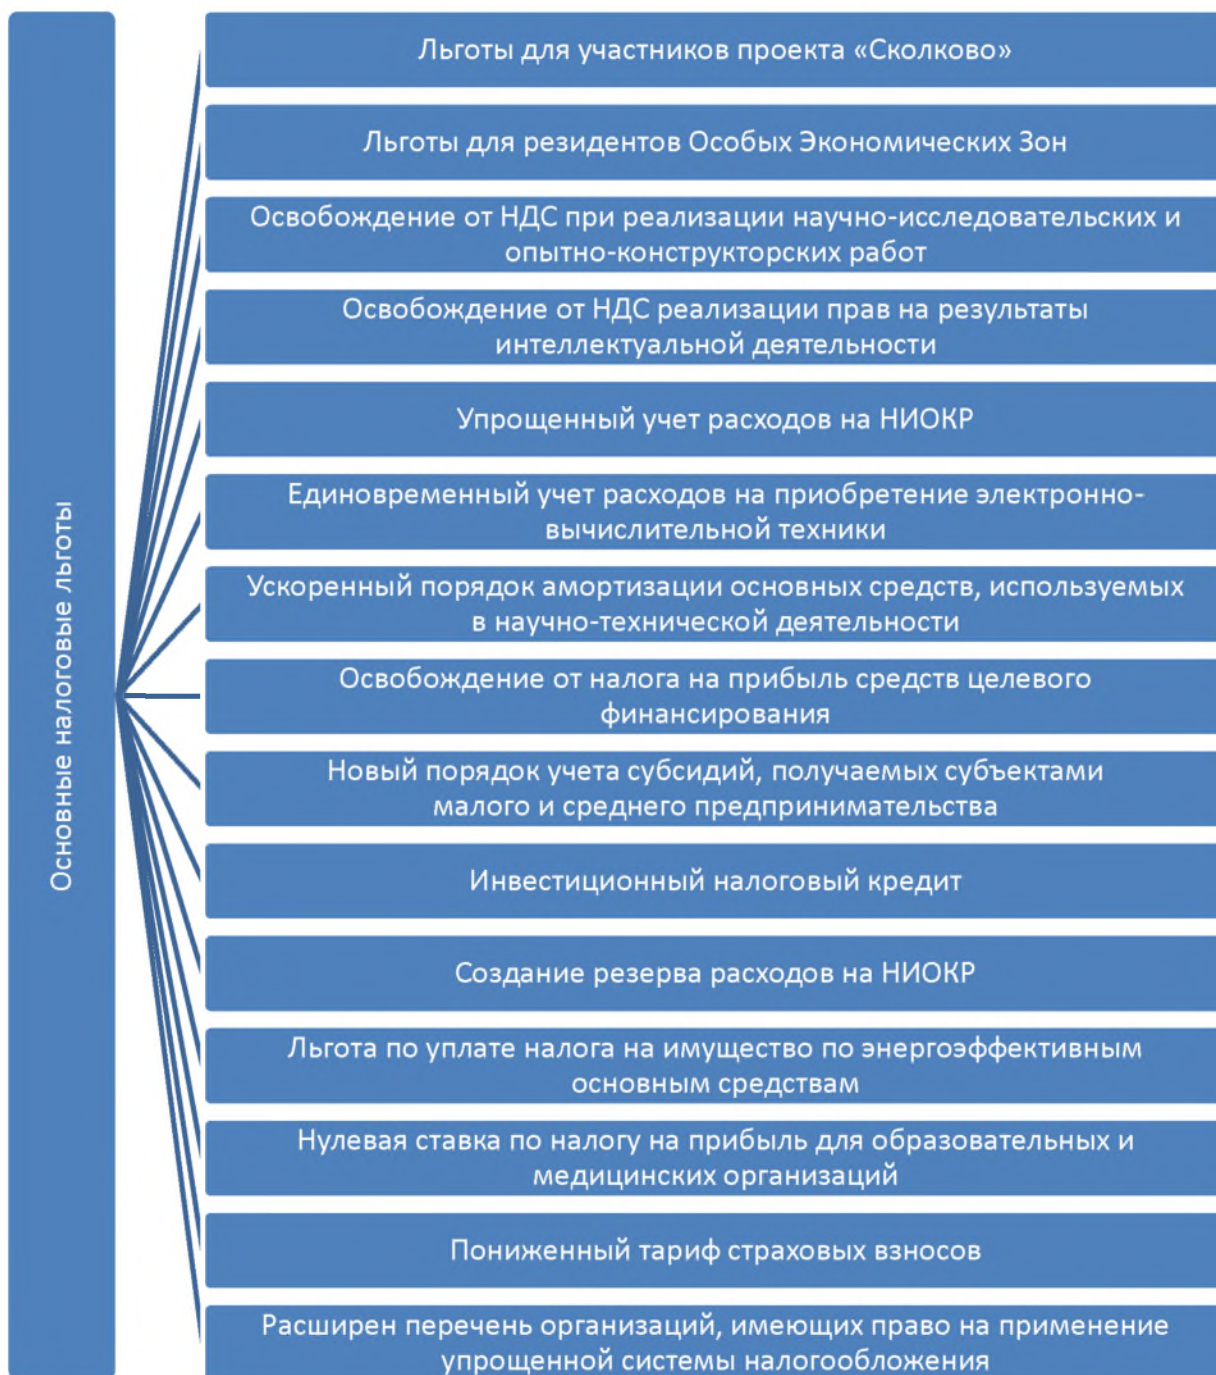 Основные налоговые льготы
Льготы для участников проекта «Сколково»
Льготы для резидентов Особых Экономических Зон
Освобождение от НДС при реализации научно-исследовательских и
опытно-конструкторских работ
Освобождение от НДС реализации прав на результаты
интеллектуальной деятельности
Упрощенный учет расходов на НИОКР
Единовременный учет расходов на приобретение электронно-
вычислительной техники
Ускоренный порядок амортизации основных средств, используемых
в научно-технической деятельности
Освобождение от налога на прибыль средств целевого
финансирования
Новый порядок учета субсидий, получаемых субъектами
малого и среднего предпринимательства
Инвестиционный налоговый кредит
Создание резерва расходов на НИОКР
Льгота по уплате налога на имущество по энергоэффективным
основным средствам
Нулевая ставка по налогу на прибыль для образовательных и
медицинских организаций
Пониженный тариф страховых взносов
Расширен перечень организаций, имеющих право на применение
упрощенной системы налогообложения